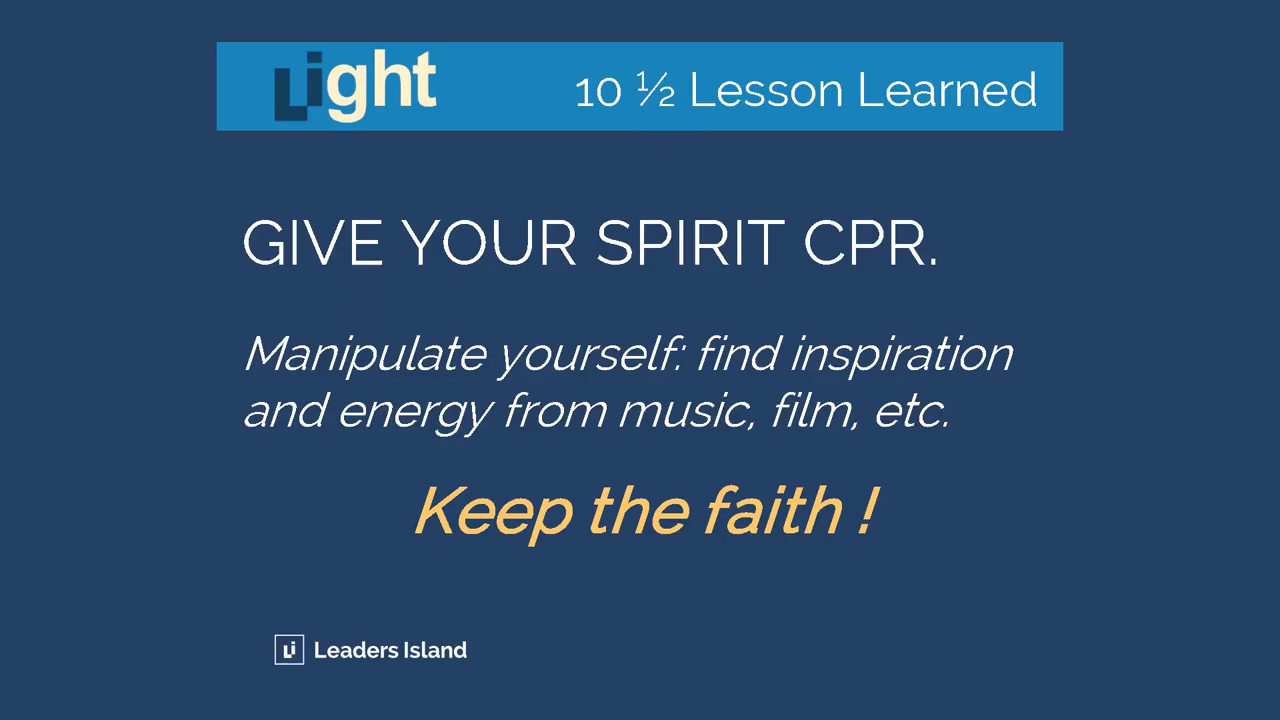 Light
10 ½ Lesson Learned
GIVE YOUR SPIRIT CPR.
Manipulate yourself: find inspiration
and energy from music, film, etc.
Keep the faith !
Li Leaders Island